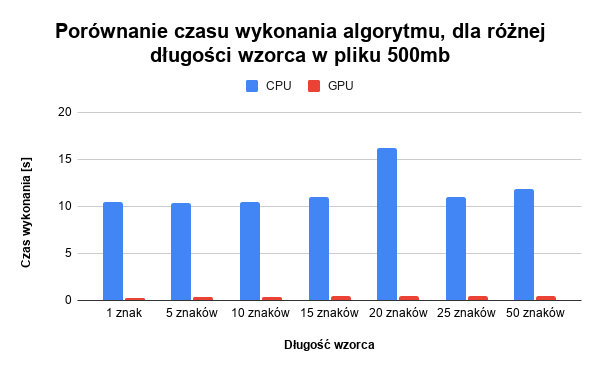 Porównanie czasu wykonania algorytmu, dla różnej
długości wzorca w pliku 500mb
CPU GPU
20
15
10
5
0
Czas wykonania [s]
1 znak 5 znaków 10 znaków 15 znaków 20 znaków 25 znaków 50 znaków
Długość wzorca